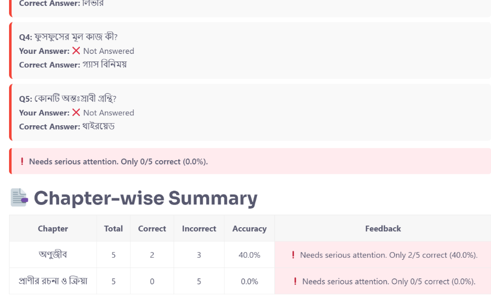 Correct Answer: লিভার
Q4: ফুসফুসের মূল কাজ কী?
Your Answer: ❌ Not Answered
Correct Answer: গ্যাস বিনিময়
Q5: কোনটি অন্তঃস্রাবী গ্রন্থি?
Your Answer: ❌ Not Answered
Correct Answer: থাইরয়েড
❗ Needs serious attention. Only 0/5 correct (0.0%).
Chapter-wise Summary
Chapter Total Correct Incorrect Accuracy Feedback
অণুজীব 5 2 3 40.0% ❗ Needs serious attention. Only 2/5 correct (40.0%).
প্রাণীর রচনা ও ক্রিয়া 5 0 5 0.0% ❗ Needs serious attention. Only 0/5 correct (0.0%).